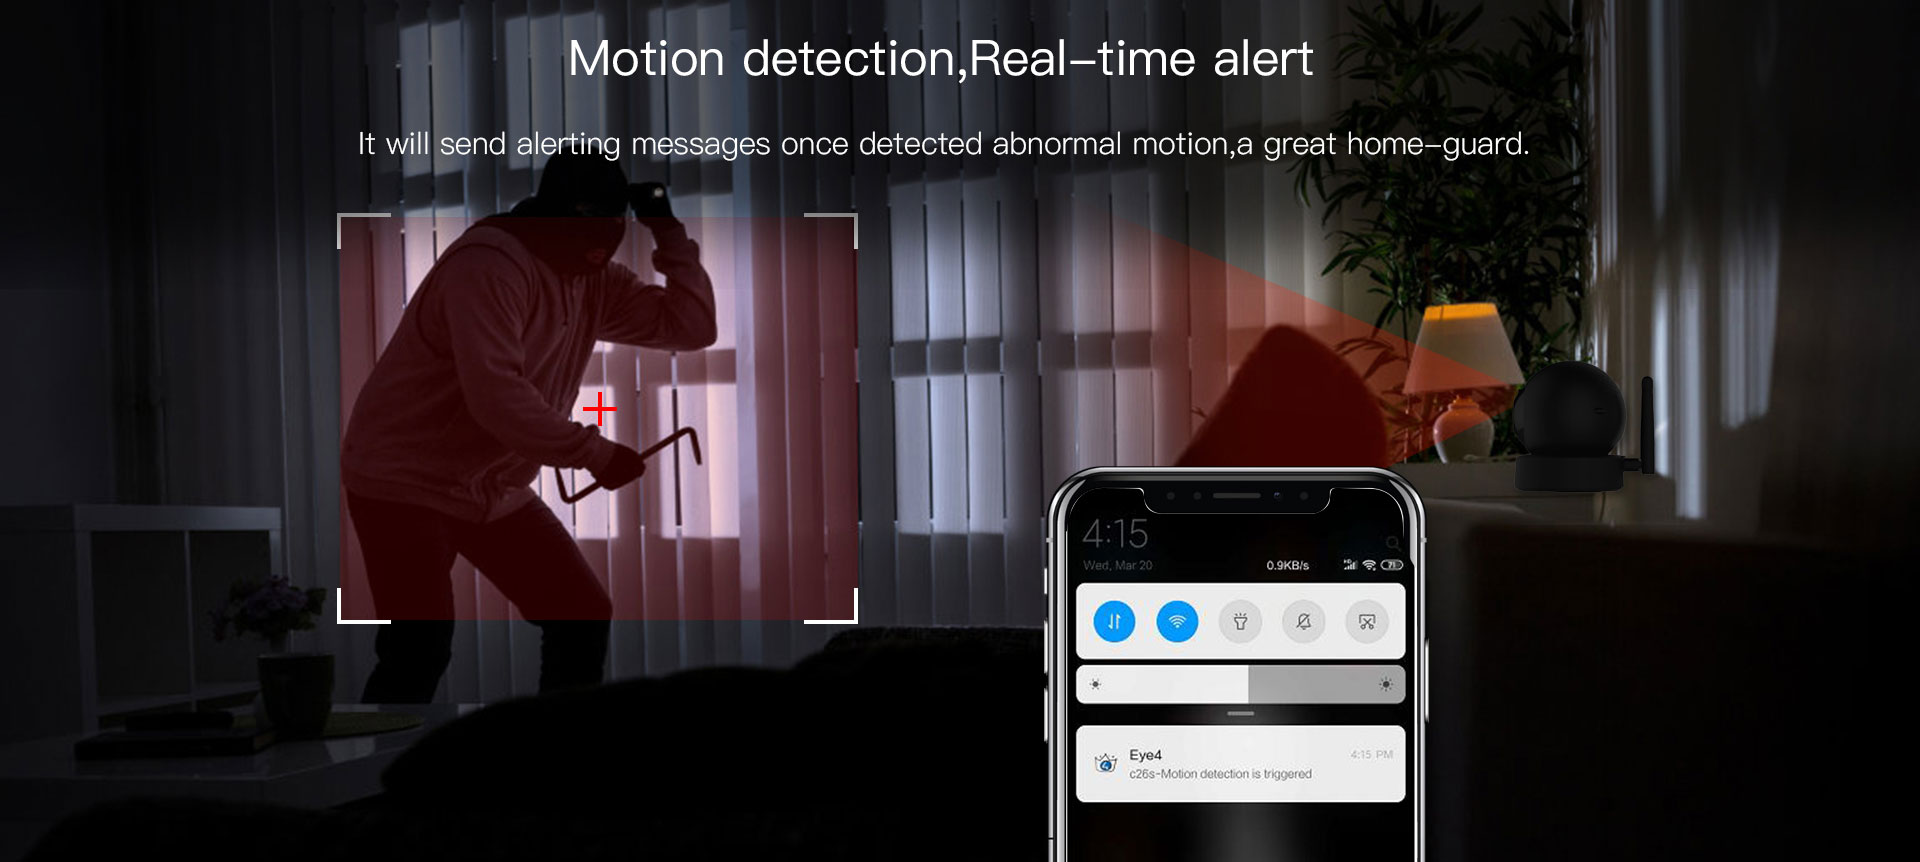 Motion detection,Real-time alert
It will send alerting messages once detected abnormal motion,a great home-guard.
4:15
Wed, Mar 20
0.9KB/s
71
Eye4
4:15 PM
c26s-Motion detection is triggered